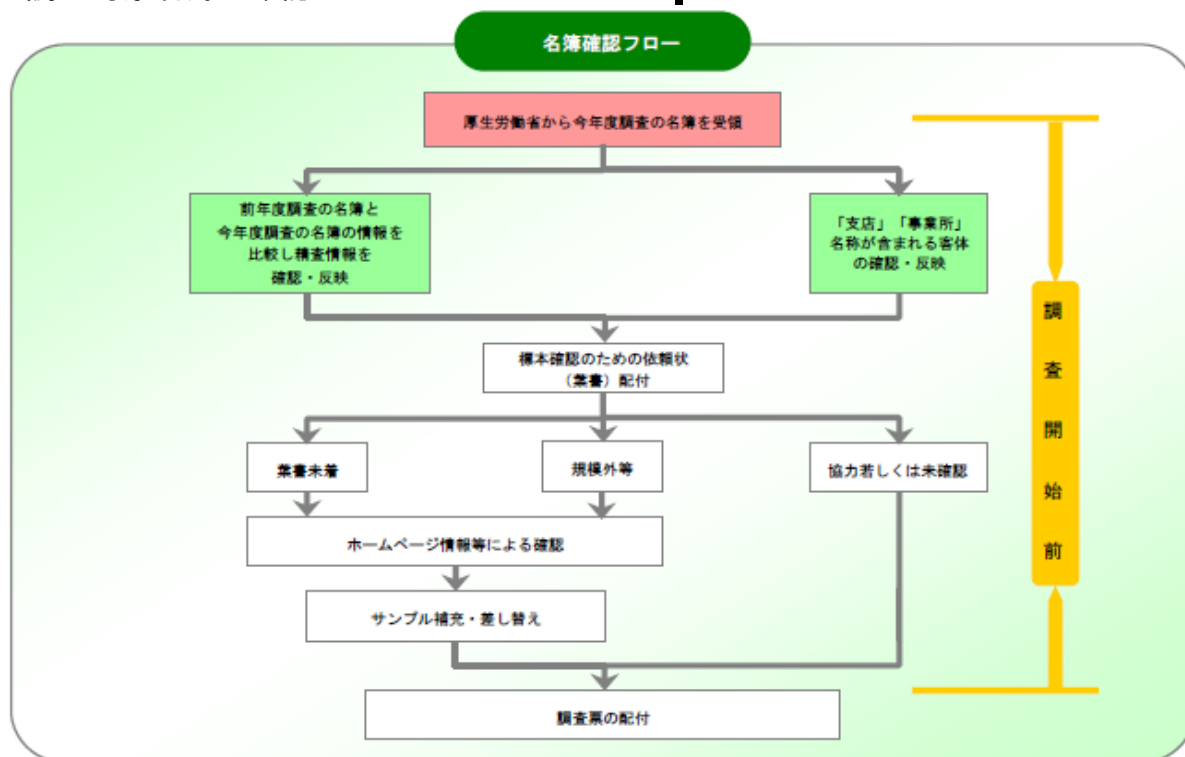 名簿確認フロー
厚生労働省から今年度調査の名簿を受領
前年度調査の名簿と
今年度調査の名簿の情報を
比較し精査情報を
確認・反映
「支店」「事業所」
名称が含まれる客体
の確認・反映
標本確認のための依頼状
（葉書）配付
葉書未着
規模外等
協力若しくは未確認
ホームページ情報等による確認
サンプル補充・差し替え
調査票の配付
調
査
開
始
前